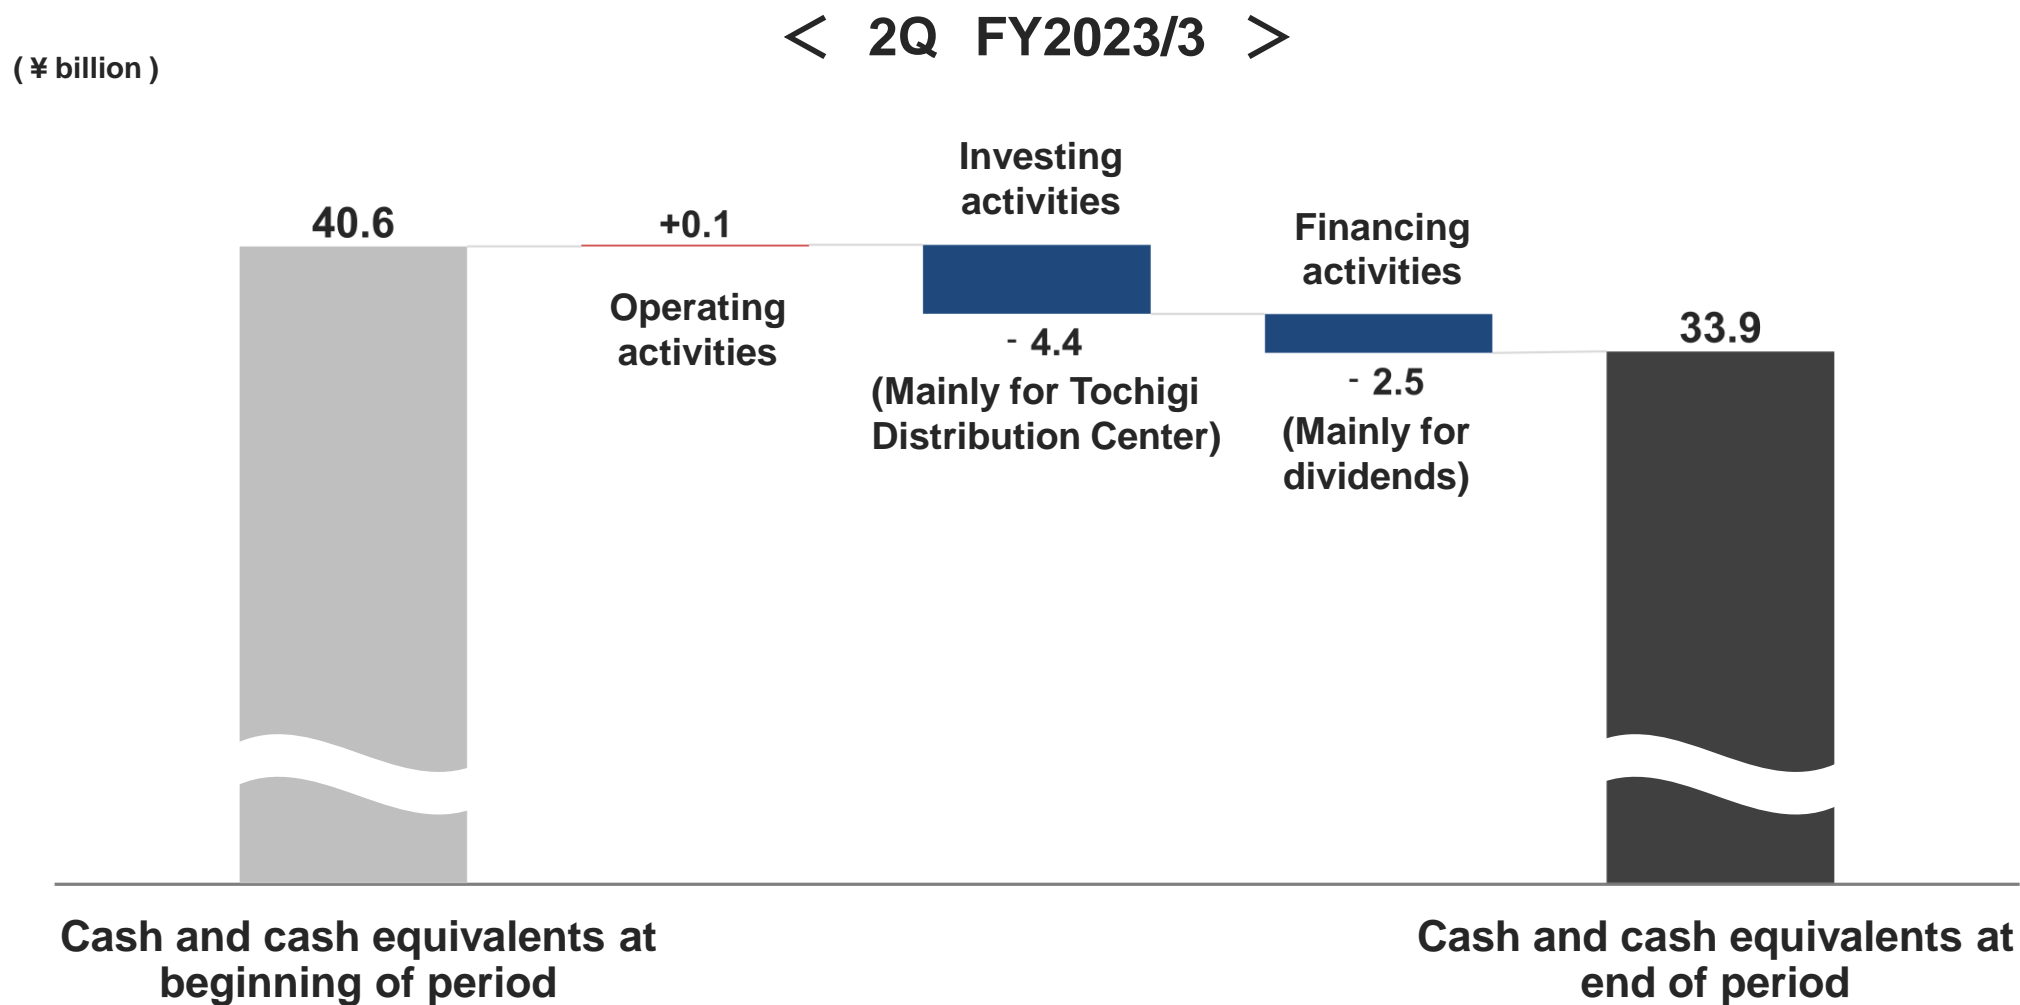 < 2Q FY2023/3 >
( ¥ billion )
40.6
+0.1
Operating
activities
Investing
activities
- 4.4
(Mainly for Tochigi
Distribution Center)
Financing
activities
- 2.5
(Mainly for
dividends)
33.9
Cash and cash equivalents at
beginning of period
Cash and cash equivalents at
end of period